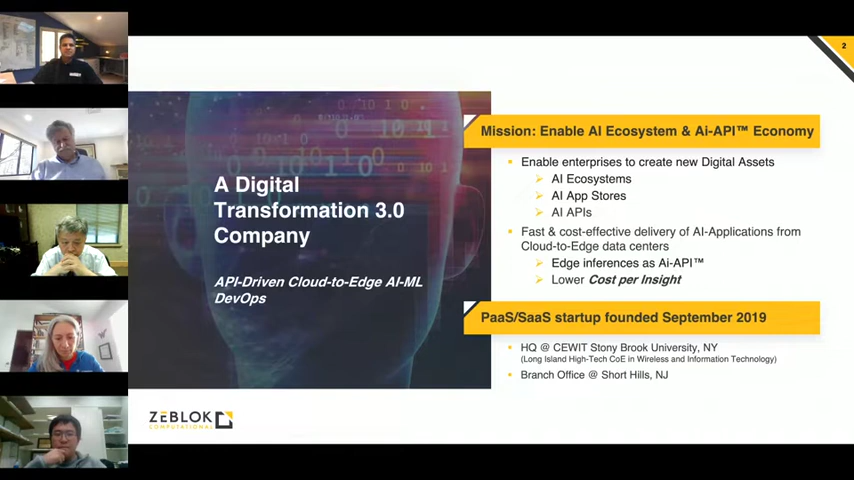 2
A Digital
Transformation 3.0
Company
API-Driven Cloud-to-Edge AI-ML
DevOps
Mission: Enable AI Ecosystem & Ai-API™ Economy
Enable enterprises to create new Digital Assets
AI Ecosystems
AI App Stores
AI APIs
Fast & cost-effective delivery of AI-Applications from
Cloud-to-Edge data centers
Edge inferences as Ai-API™
Lower Cost per Insight
PaaS/SaaS startup founded September 2019
HQ @ CEWIT Stony Brook University, NY
(Long Island High-Tech CoE in Wireless and Information Technology)
Branch Office @ Short Hills, NJ
ZEBLOK
COMPUTATIONAL